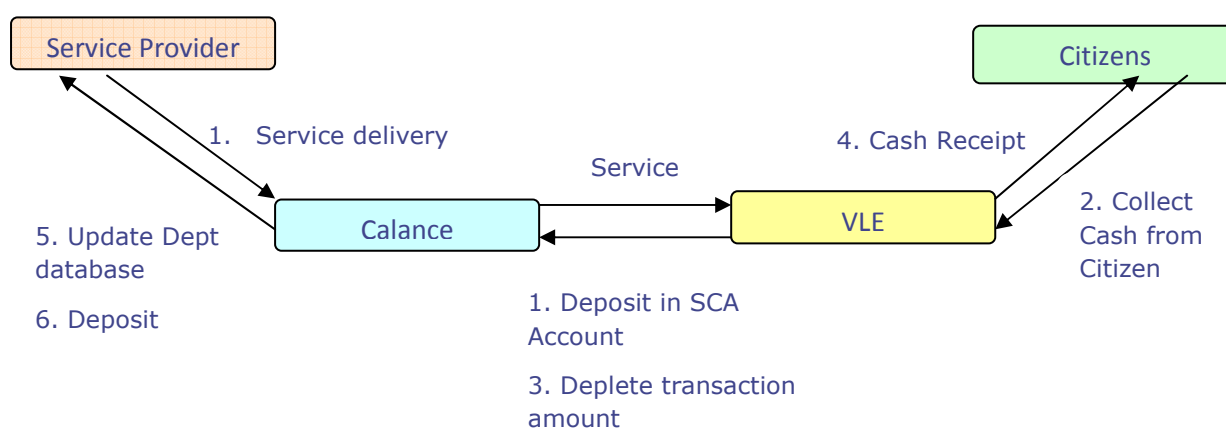 Service Provider
Citizens
1. Service delivery
4. Cash Receipt
Service
Calance
VLE
2. Collect
Cash from
Citizen
5. Update Dept
database
6. Deposit
1. Deposit in SCA
Account
3. Deplete transaction
amount